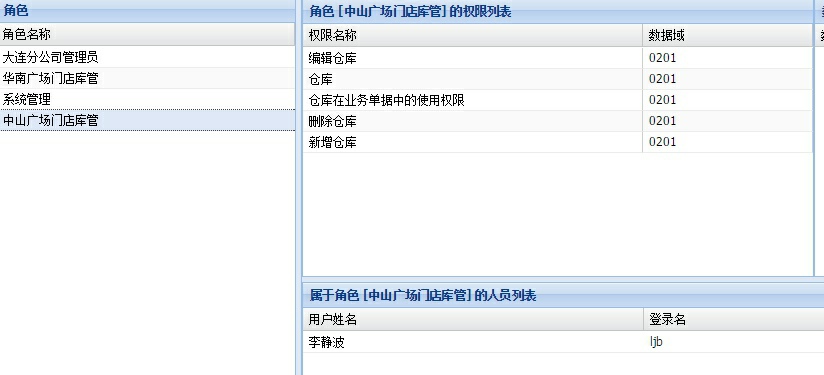 角色
角色名称
大连分公司管理员
华南广场门店库管
系统管理
中山广场门店库管
角色 [中山广场门店库管] 的权限列表
权限名称 数据域
编辑仓库 0201
仓库 0201
仓库在业务单据中的使用权限 0201
删除仓库 0201
新增仓库 0201
属于角色 [中山广场门店库管] 的人员列表
用户姓名 登录名
李静波 ljb